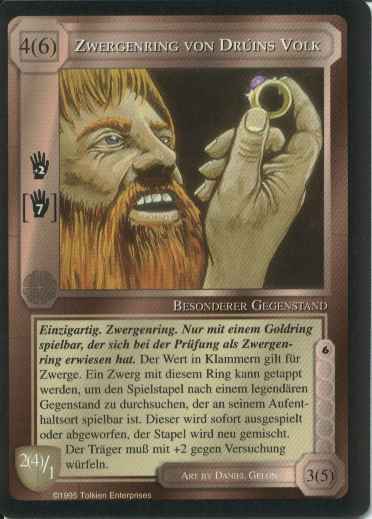 4(6)
ZWERGENRING VON DRÚINS VOLK
+2
[7]
BESONDERER GEGENSTAND
Einzigartig. Zwergenring. Nur mit einem Goldring
spielbar, der sich bei der Prüfung als Zwergen-
ring erwiesen hat. Der Wert in Klammern gilt für
Zwerge. Ein Zwerg mit diesem Ring kann getappt
werden, um den Spielstapel nach einem legendären
Gegenstand zu durchsuchen, der an seinem Aufent-
haltsort spielbar ist. Dieser wird sofort ausgespielt
oder abgeworfen, der Stapel wird neu gemischt.
Der Träger muß mit +2 gegen Versuchung
würfeln.
6
2(4)/1
ART BY DANIEL GELON
3(5)
©1995 Tolkien Enterprises